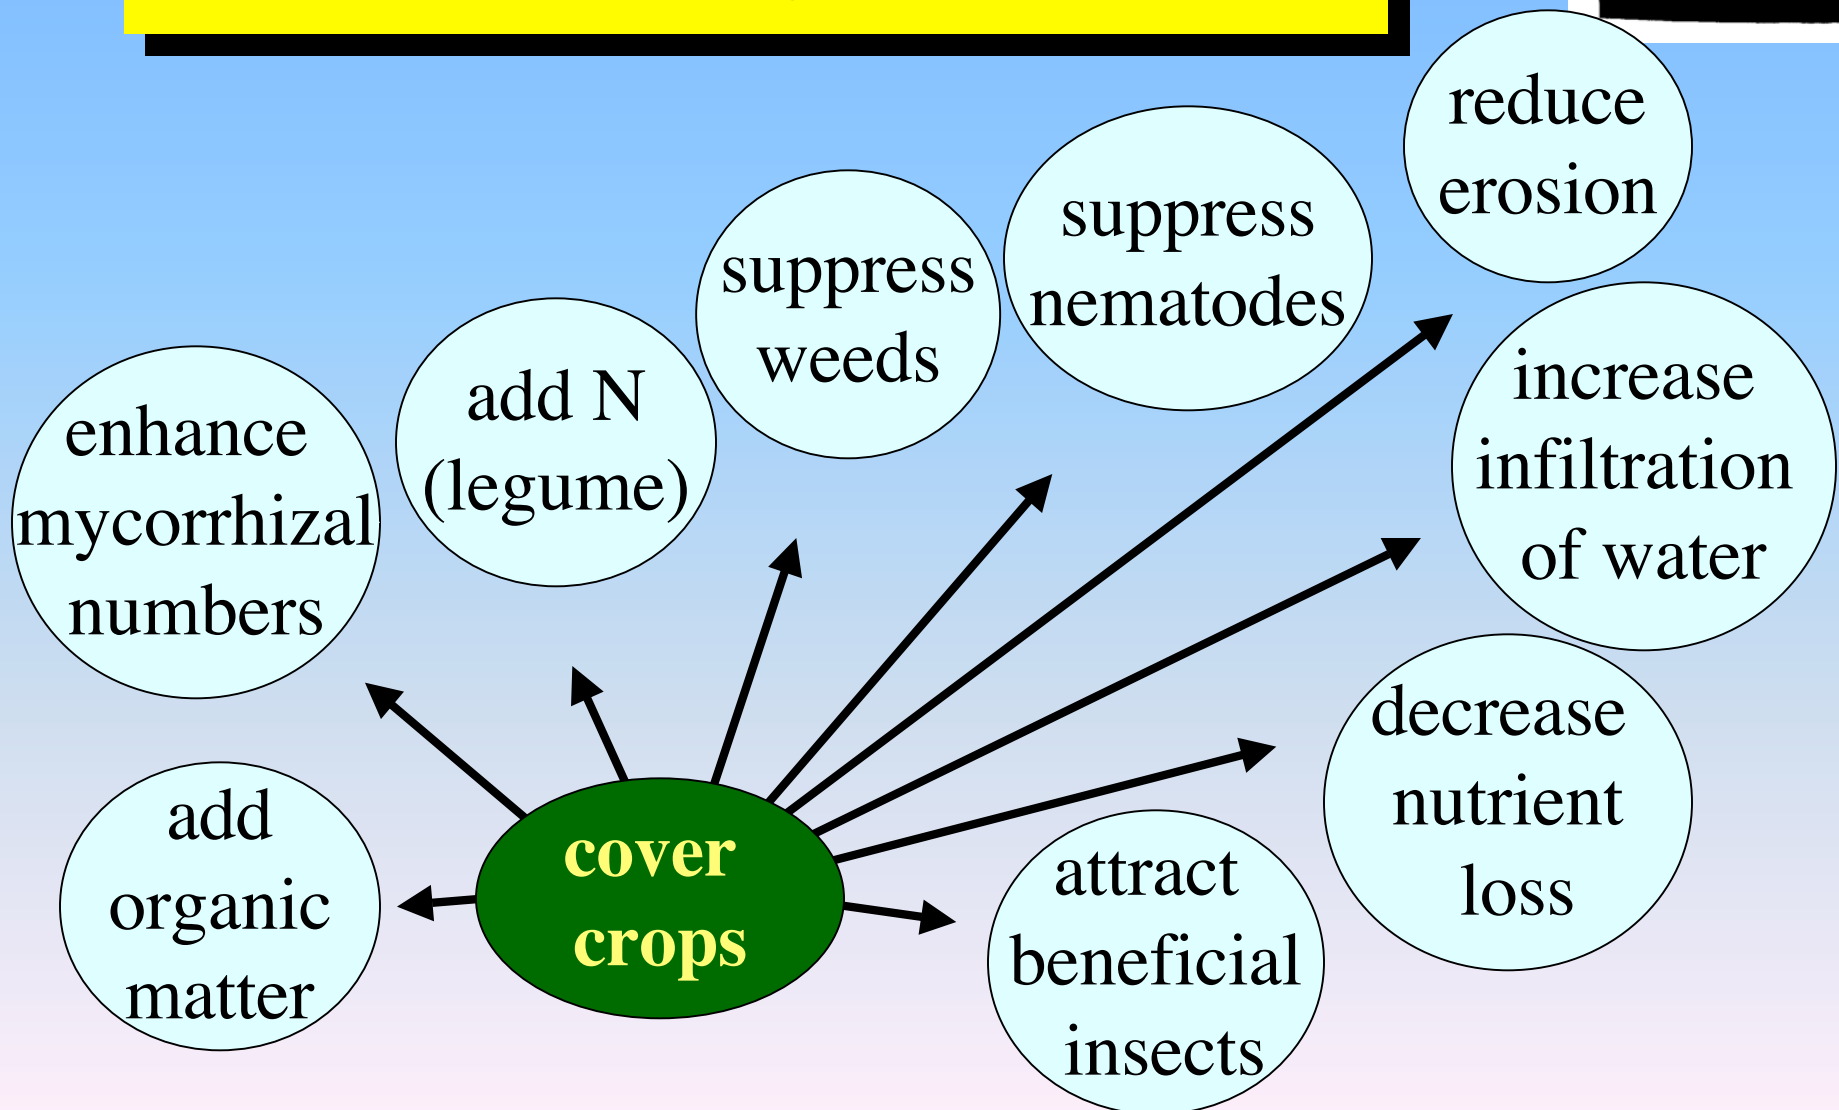 reduce
erosion
suppress
nematodes
suppress
weeds
add N
(legume)
enhance
mycorrhizal
numbers
increase
infiltration
of water
decrease
nutrient
loss
add
organic
matter
cover
crops
attract
beneficial
insects